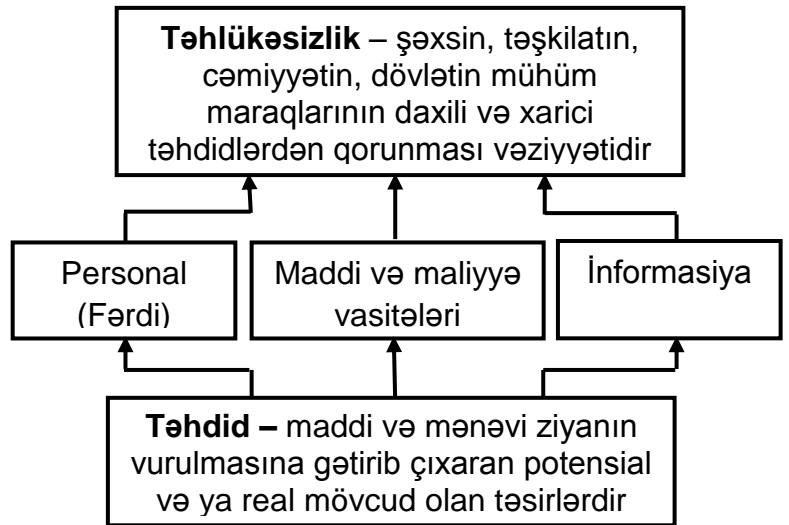 Təhlükəsizlik – şəxsin, təşkilatın,
cəmiyyətin, dövlətin mühüm
maraqlarının daxili və xarici
təhdidlərdən qorunması vəziyyətidir
Personal
(Fərdi)
Maddi və maliyyə
vasitələri
İnformasiya
Təhdid – maddi və mənəvi ziyanın
vurulmasına gətirib çıxaran potensial
və ya real mövcud olan təsirlərdir